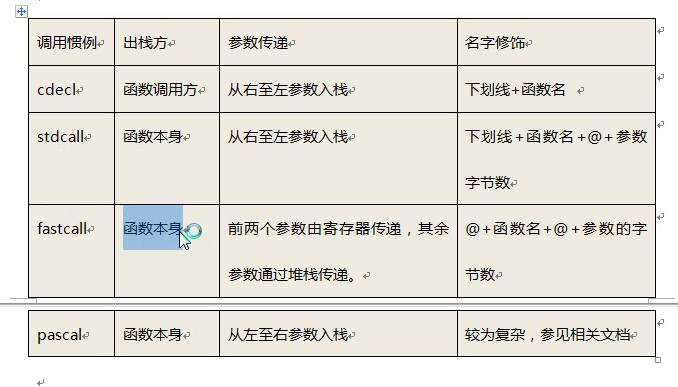 调用惯例 出栈方 参数传递 名字修饰
cdecl 函数调用方 从右至左参数入栈 下划线+函数名
stdcall 函数本身 从右至左参数入栈 下划线+函数名+@+参数
字节数
fastcall 函数本身 前两个参数由寄存器传递，其余 @+函数名+@+参数的字
参数通过堆栈传递。 节数
pascal 函数本身 从左至右参数入栈 较为复杂，参见相关文档